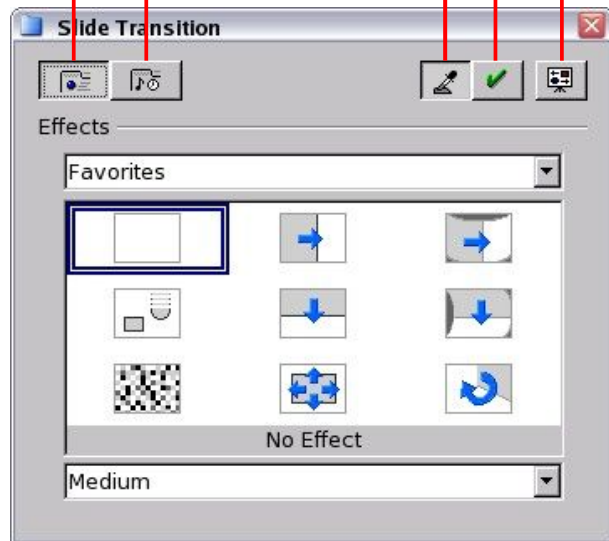 Slide Transition
Effects
Favorites
No Effect
Medium